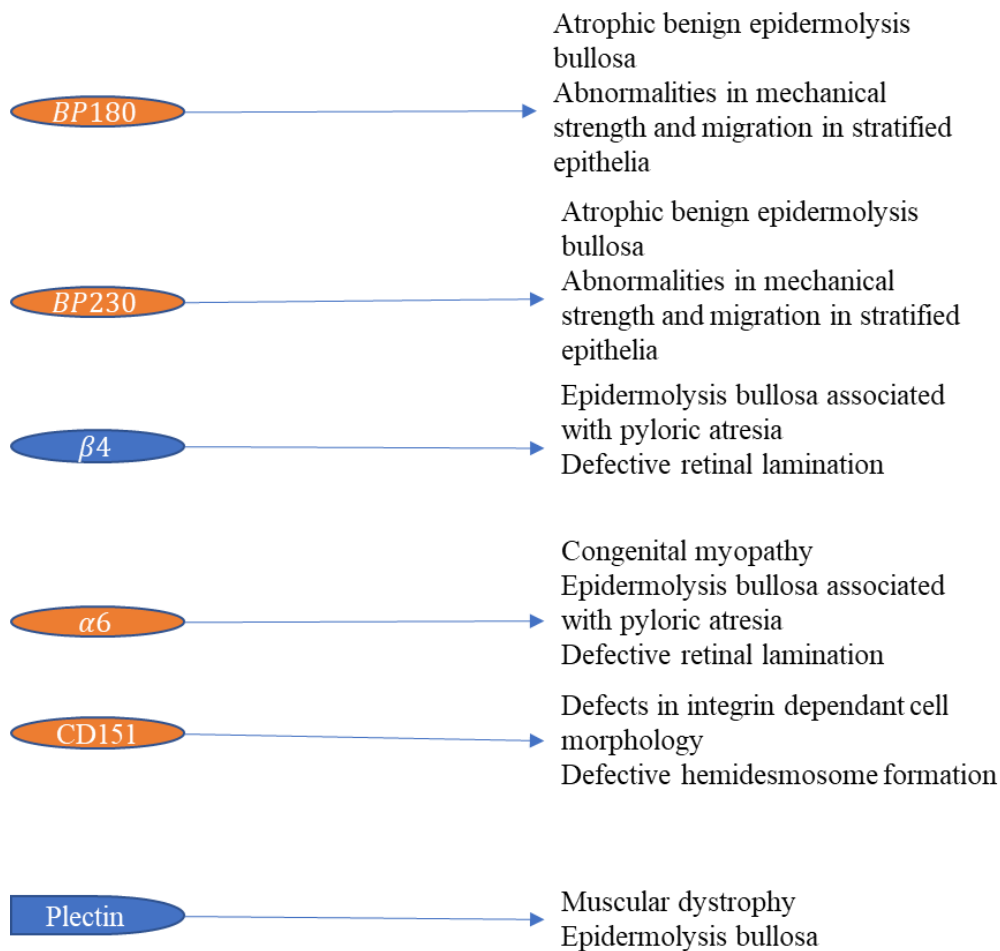 BP180
Atrophic benign epidermolysis
bullosa
Abnormalities in mechanical
strength and migration in stratified
epithelia
BP230
Atrophic benign epidermolysis
bullosa
Abnormalities in mechanical
strength and migration in stratified
epithelia
β4
Epidermolysis bullosa associated
with pyloric atresia
Defective retinal lamination
α6
Congenital myopathy
Epidermolysis bullosa associated
with pyloric atresia
Defective retinal lamination
CD151
Defects in integrin dependant cell
morphology
Defective hemidesmosome formation
Plectin
Muscular dystrophy
Epidermolysis bullosa